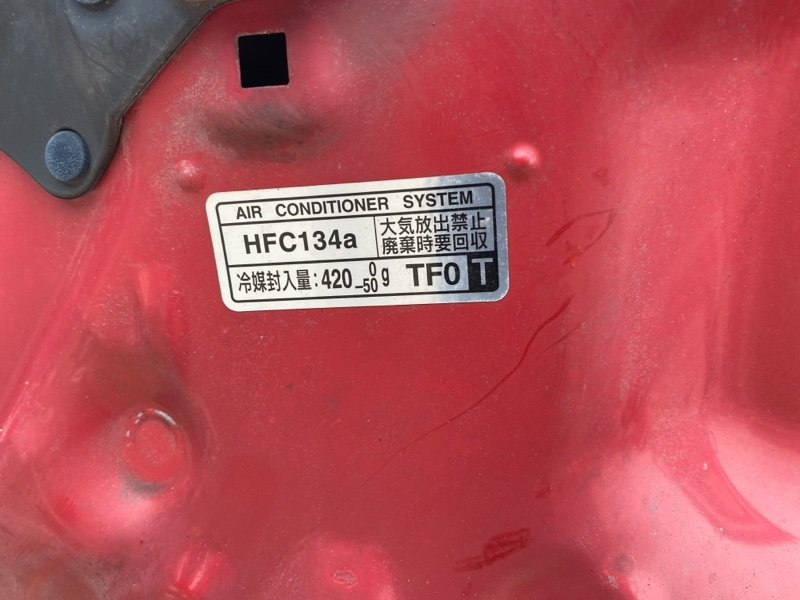 AIR CONDITIONER SYSTEM
HFC134a
大気放出禁止
廃棄時要回収
冷媒封入量:420 0 -50 g TF0 T